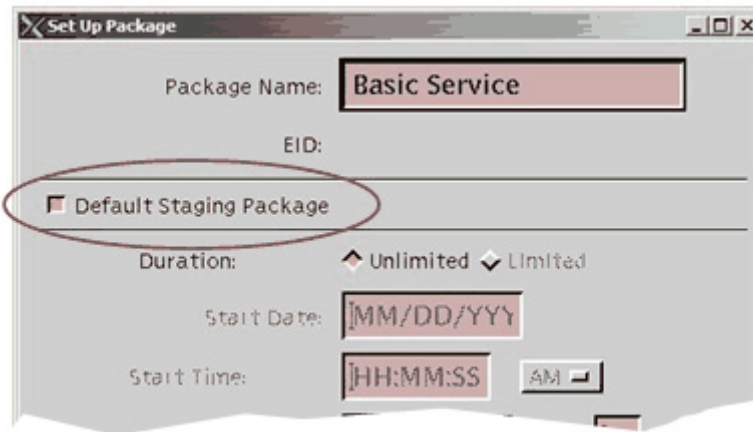 Set Up Package
Package Name: Basic Service
EID:
Default Staging Package
Duration: Unlimited Limited
Start Date: MM/DD/YYY
Start Time: HH:MM:SS AM